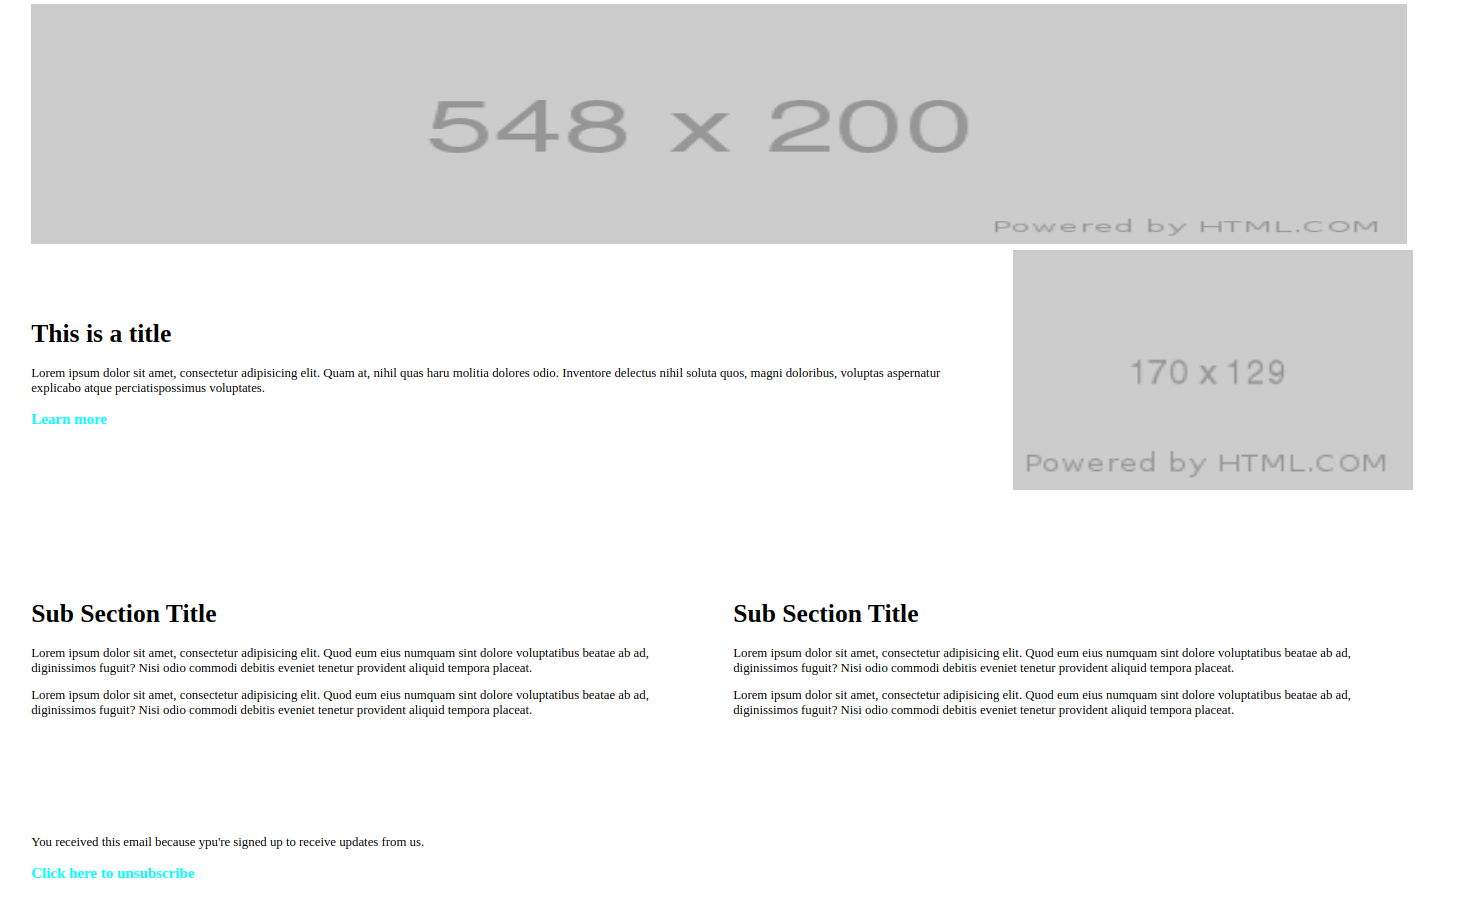 548 x 200
Powered by HTML.COM
This is a title
Lorem ipsum dolor sit amet, consectetur adipisicing elit. Quam at, nihil quas haru molitia dolores odio. Inventore delectus nihil soluta quos, magni doloribus, voluptas aspernatur
explicabo atque perciatispossimus voluptates.
Learn more
170 x 129
Powered by HTML.COM
Sub Section Title
Lorem ipsum dolor sit amet, consectetur adipisicing elit. Quod eum eius numquam sint dolore voluptatibus beatae ab ad,
diginissimos fuguit? Nisi odio commodi debitis eveniet tenetur provident aliquid tempora placeat.
Lorem ipsum dolor sit amet, consectetur adipisicing elit. Quod eum eius numquam sint dolore voluptatibus beatae ab ad,
diginissimos fuguit? Nisi odio commodi debitis eveniet tenetur provident aliquid tempora placeat.
Sub Section Title
Lorem ipsum dolor sit amet, consectetur adipisicing elit. Quod eum eius numquam sint dolore voluptatibus beatae ab ad,
diginissimos fuguit? Nisi odio commodi debitis eveniet tenetur provident aliquid tempora placeat.
Lorem ipsum dolor sit amet, consectetur adipisicing elit. Quod eum eius numquam sint dolore voluptatibus beatae ab ad,
diginissimos fuguit? Nisi odio commodi debitis eveniet tenetur provident aliquid tempora placeat.
You received this email because ypu're signed up to receive updates from us.
Click here to unsubscribe